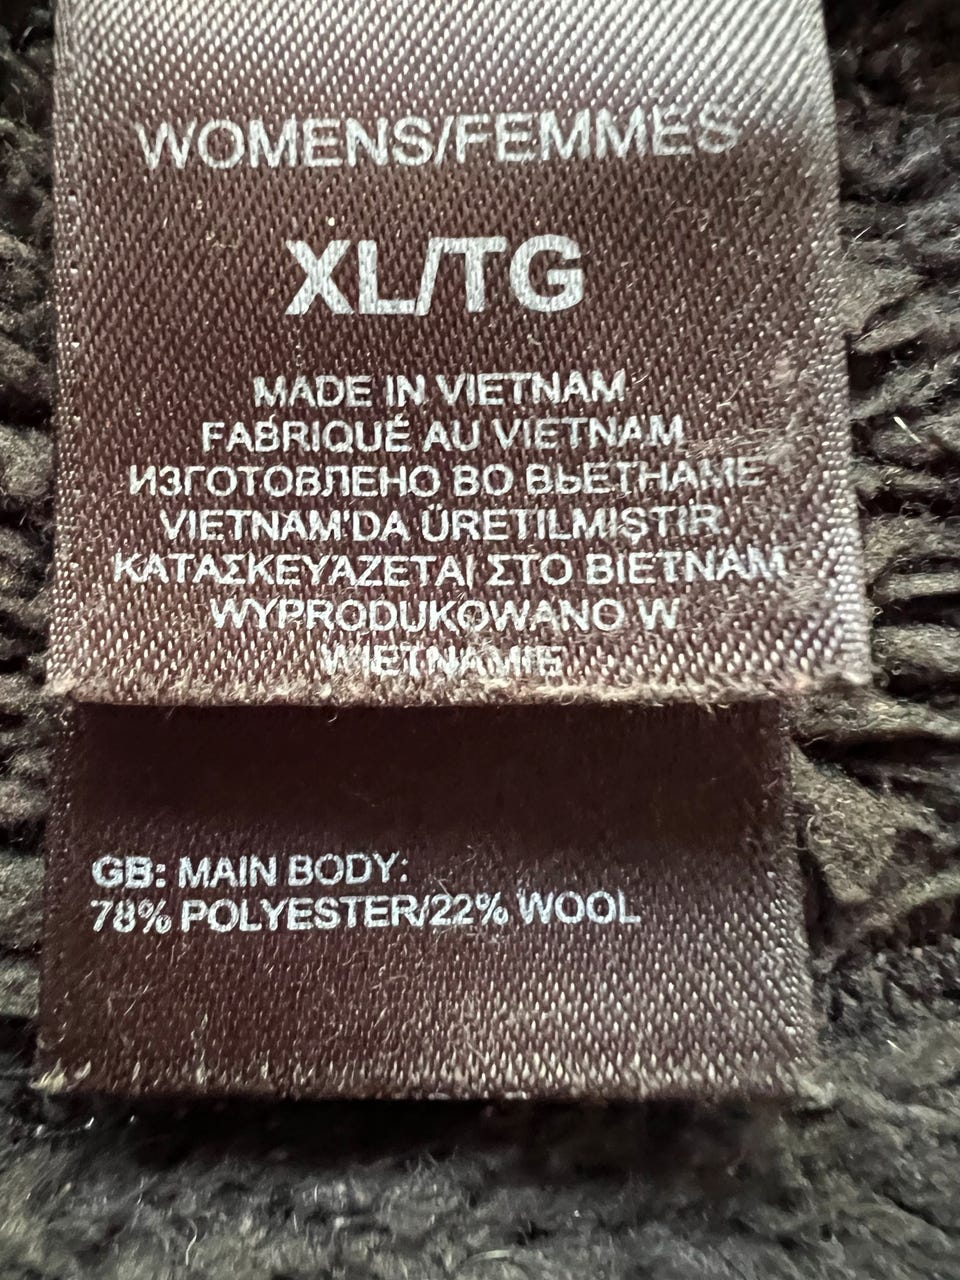 WOMENS/FEMMES
XL/TG
MADE IN VIETNAM
FABRIQUÉ AU VIETNAM
ИЗГОТОВЛЕНО ВО ВЬЕТНАМЕ
VIETNAM'DA ÜRETILMIŞTIR.
ΚΑΤΑΣΚΕΥΑΖΕΤΑΙ ΣΤΟ ΒΙΕΤΝΑΜ
WYPRODUKOWANO W
WIETNAMIE
GB: MAIN BODY:
78% POLYESTER/22% WOOL